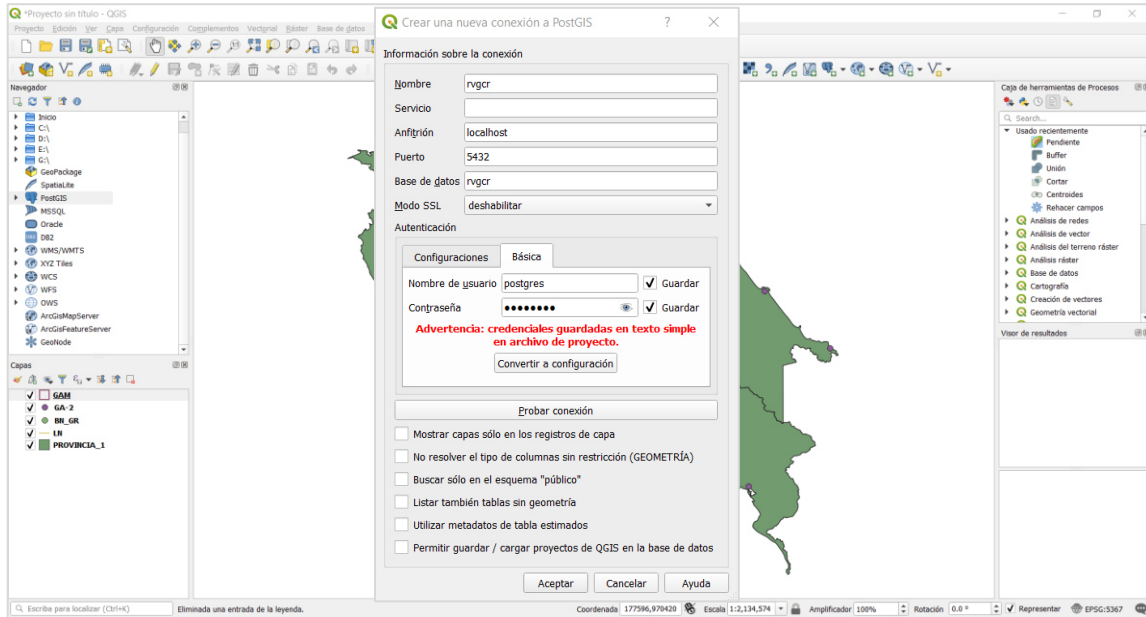 *Proyecto sin título - QGIS
Proyecto Edición Ver Capa Configuración Complementos Vectorial Ráster Base de datos
Navegador
Inicio
C:\
D:\
E:\
G:\
GeoPackage
SpatiaLite
PostGIS
MSSQL
Oracle
DB2
WMS/WMTS
XYZ Tiles
WCS
WFS
OWS
ArcGisMapServer
ArcGisFeatureServer
GeoNode
Capas
GAM
GA-2
BN_GR
LN
PROVINCIA_1
Crear una nueva conexión a PostGIS
Información sobre la conexión
Nombre rvgcr
Servicio
Anfitrión localhost
Puerto 5432
Base de datos rvgcr
Modo SSL deshabilitar
Autenticación
Configuraciones Básica
Nombre de usuario postgres Guardar
Contraseña ●●●●●●●● Guardar
Advertencia: credenciales guardadas en texto simple
en archivo de proyecto.
Convertir a configuración
Probar conexión
Mostrar capas sólo en los registros de capa
No resolver el tipo de columnas sin restricción (GEOMETRÍA)
Buscar sólo en el esquema "público"
Listar también tablas sin geometría
Utilizar metadatos de tabla estimados
Permitir guardar / cargar proyectos de QGIS en la base de datos
Aceptar Cancelar Ayuda
Caja de herramientas de Procesos
Search...
Usado recientemente
Pendiente
Buffer
Unión
Cortar
Centroides
Rehacer campos
Análisis de redes
Análisis de vector
Análisis del terreno ráster
Análisis ráster
Base de datos
Cartografía
Creación de vectores
Geometría vectorial
Visor de resultados
Escriba para localizar (Ctrl+K) Eliminada una entrada de la leyenda. Coordenada 177596,970420 Escala 1:2,134,574 Amplificador 100% Rotación 0.0 ° Representar EPSG:5367